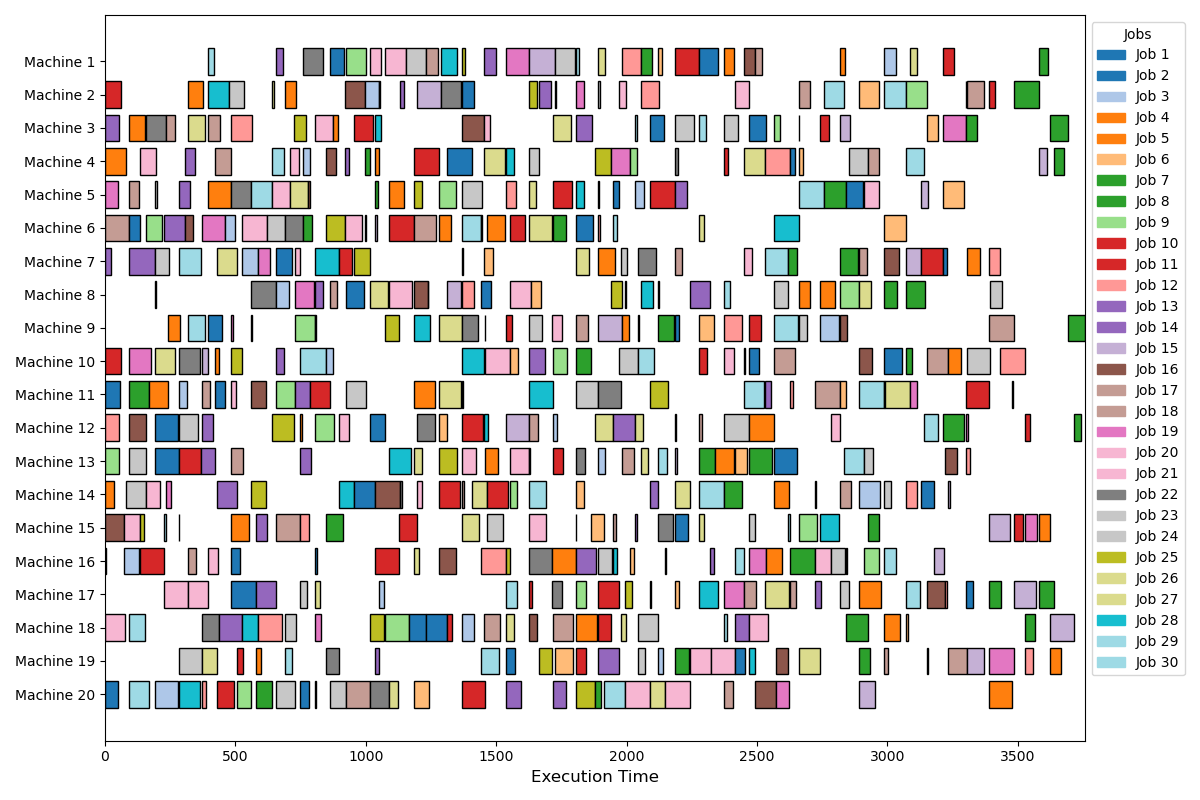 Machine 1
Machine 2
Machine 3
Machine 4
Machine 5
Machine 6
Machine 7
Machine 8
Machine 9
Machine 10
Machine 11
Machine 12
Machine 13
Machine 14
Machine 15
Machine 16
Machine 17
Machine 18
Machine 19
Machine 20
0 500 1000 1500 2000 2500 3000 3500
Execution Time
Jobs
Job 1
Job 2
Job 3
Job 4
Job 5
Job 6
Job 7
Job 8
Job 9
Job 10
Job 11
Job 12
Job 13
Job 14
Job 15
Job 16
Job 17
Job 18
Job 19
Job 20
Job 21
Job 22
Job 23
Job 24
Job 25
Job 26
Job 27
Job 28
Job 29
Job 30